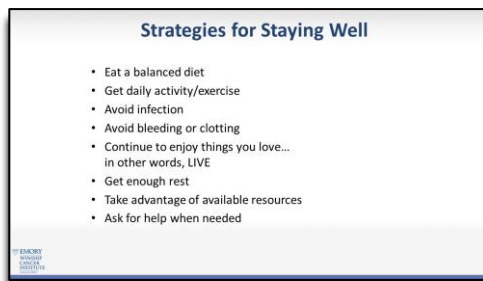 Strategies for Staying Well
• Eat a balanced diet
• Get daily activity/exercise
• Avoid infection
• Avoid bleeding or clotting
• Continue to enjoy things you love…
in other words, LIVE
• Get enough rest
• Take advantage of available resources
• Ask for help when needed
EMORY
WINSHIP
CANCER
INSTITUTE